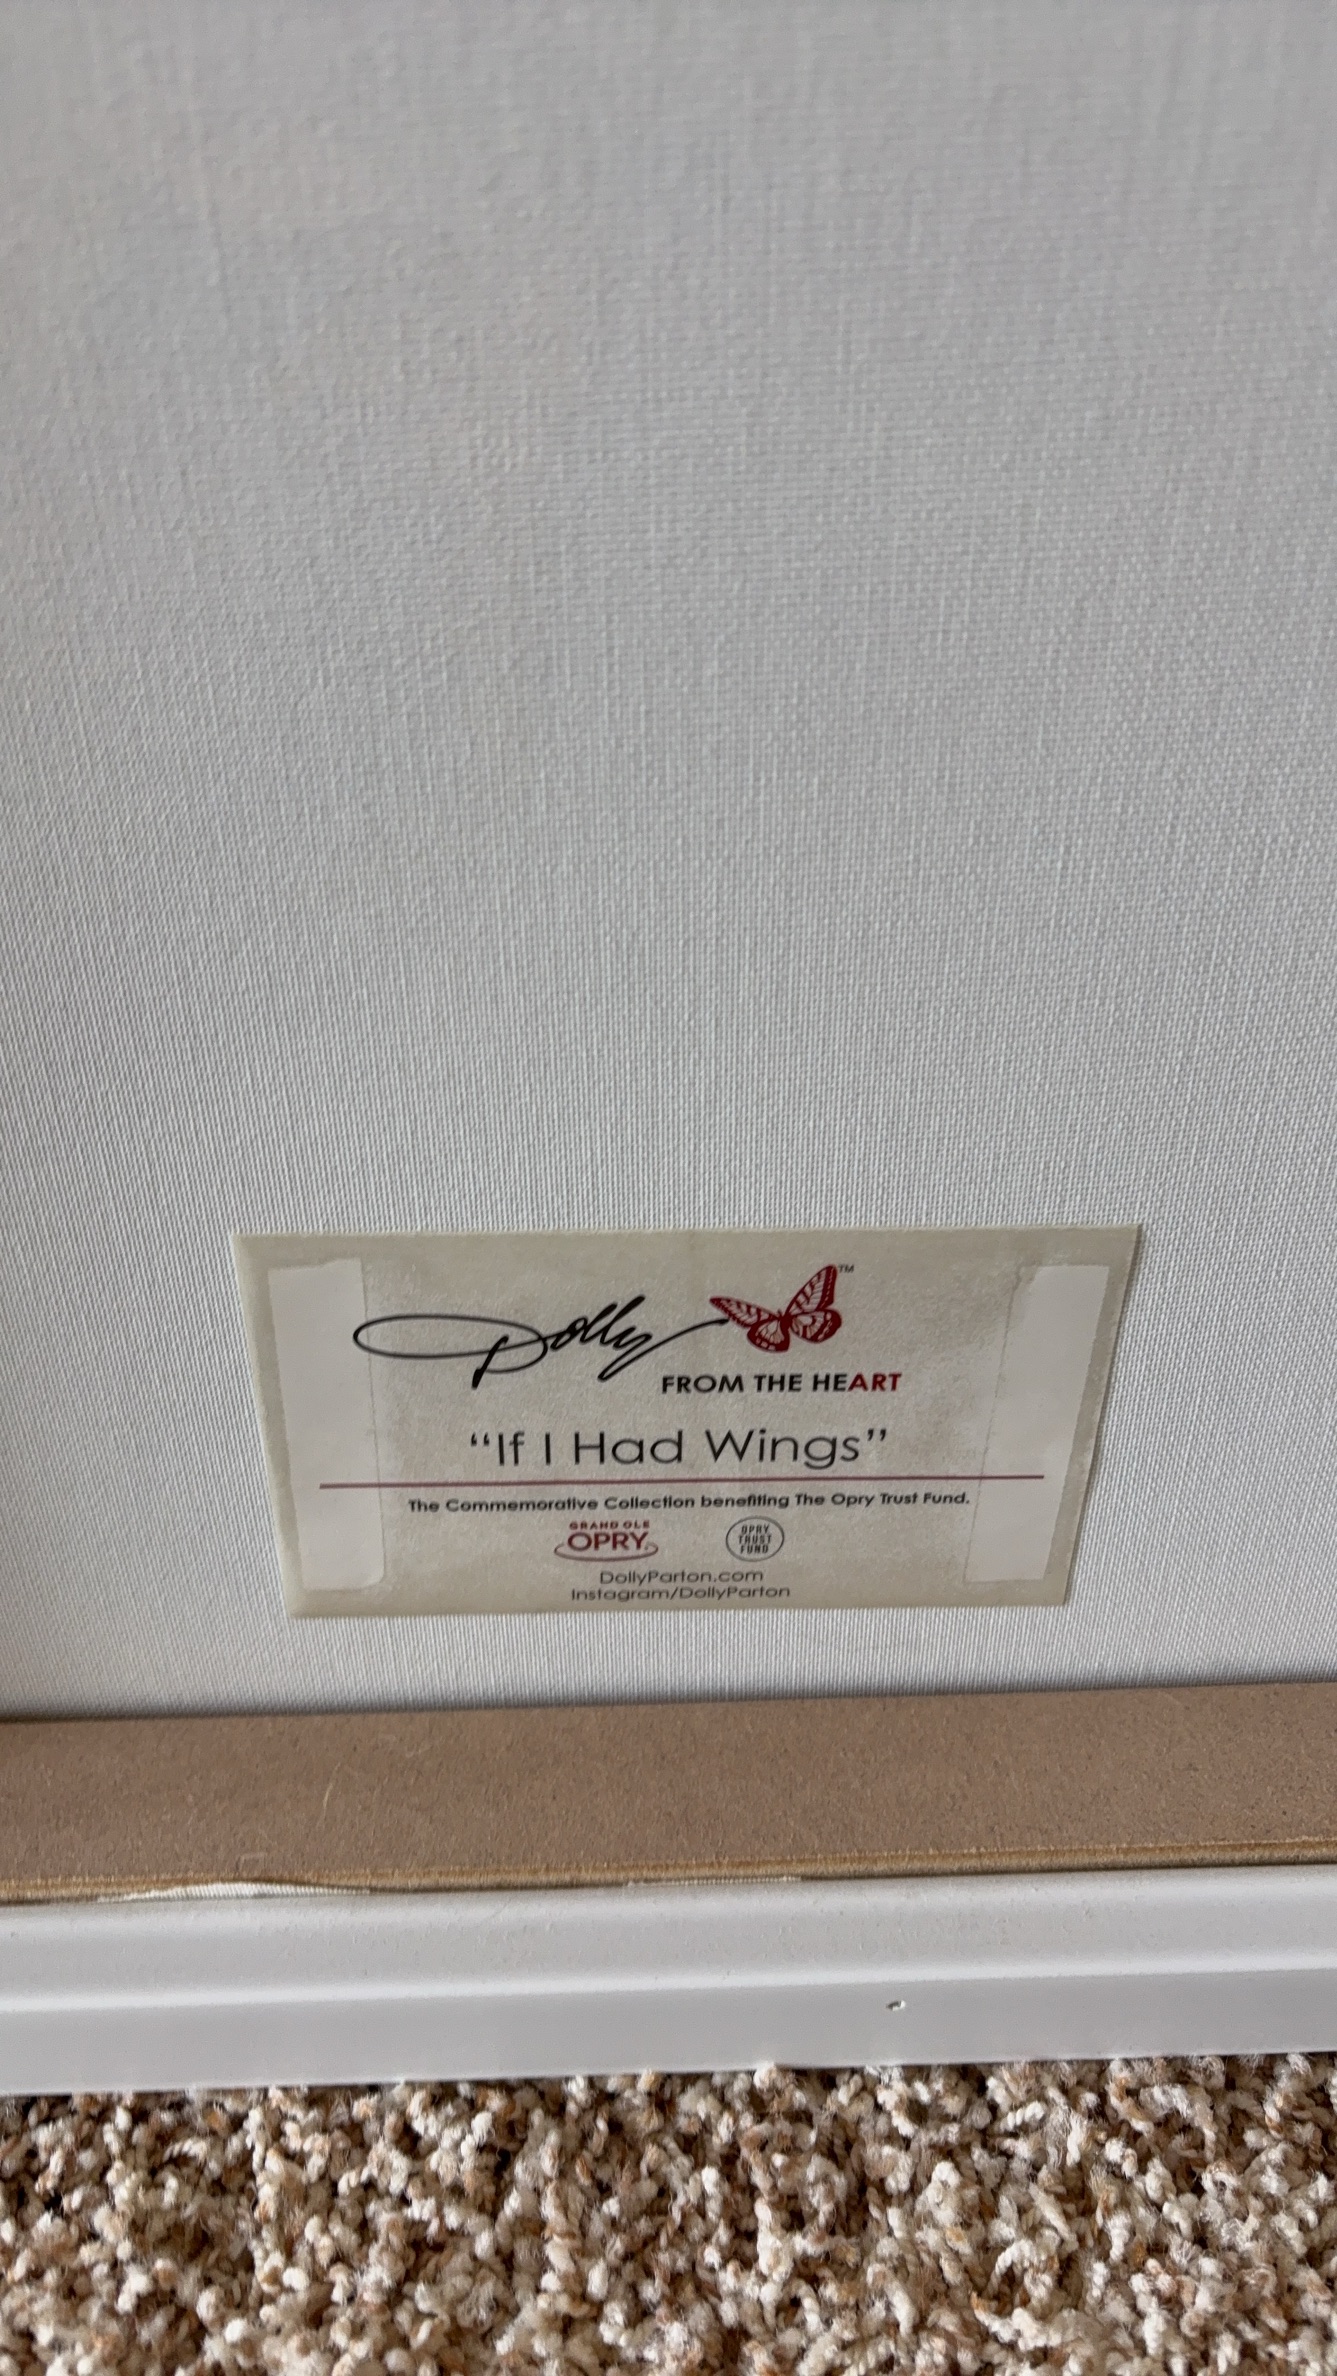 Dolly
TM
FROM THE HEART
“If I Had Wings”
The Commemorative Collection benefiting The Opry Trust Fund.
GRAND OLE
OPRY
OPRY
TRUST
FUND
DollyParton.com
Instagram/DollyParton